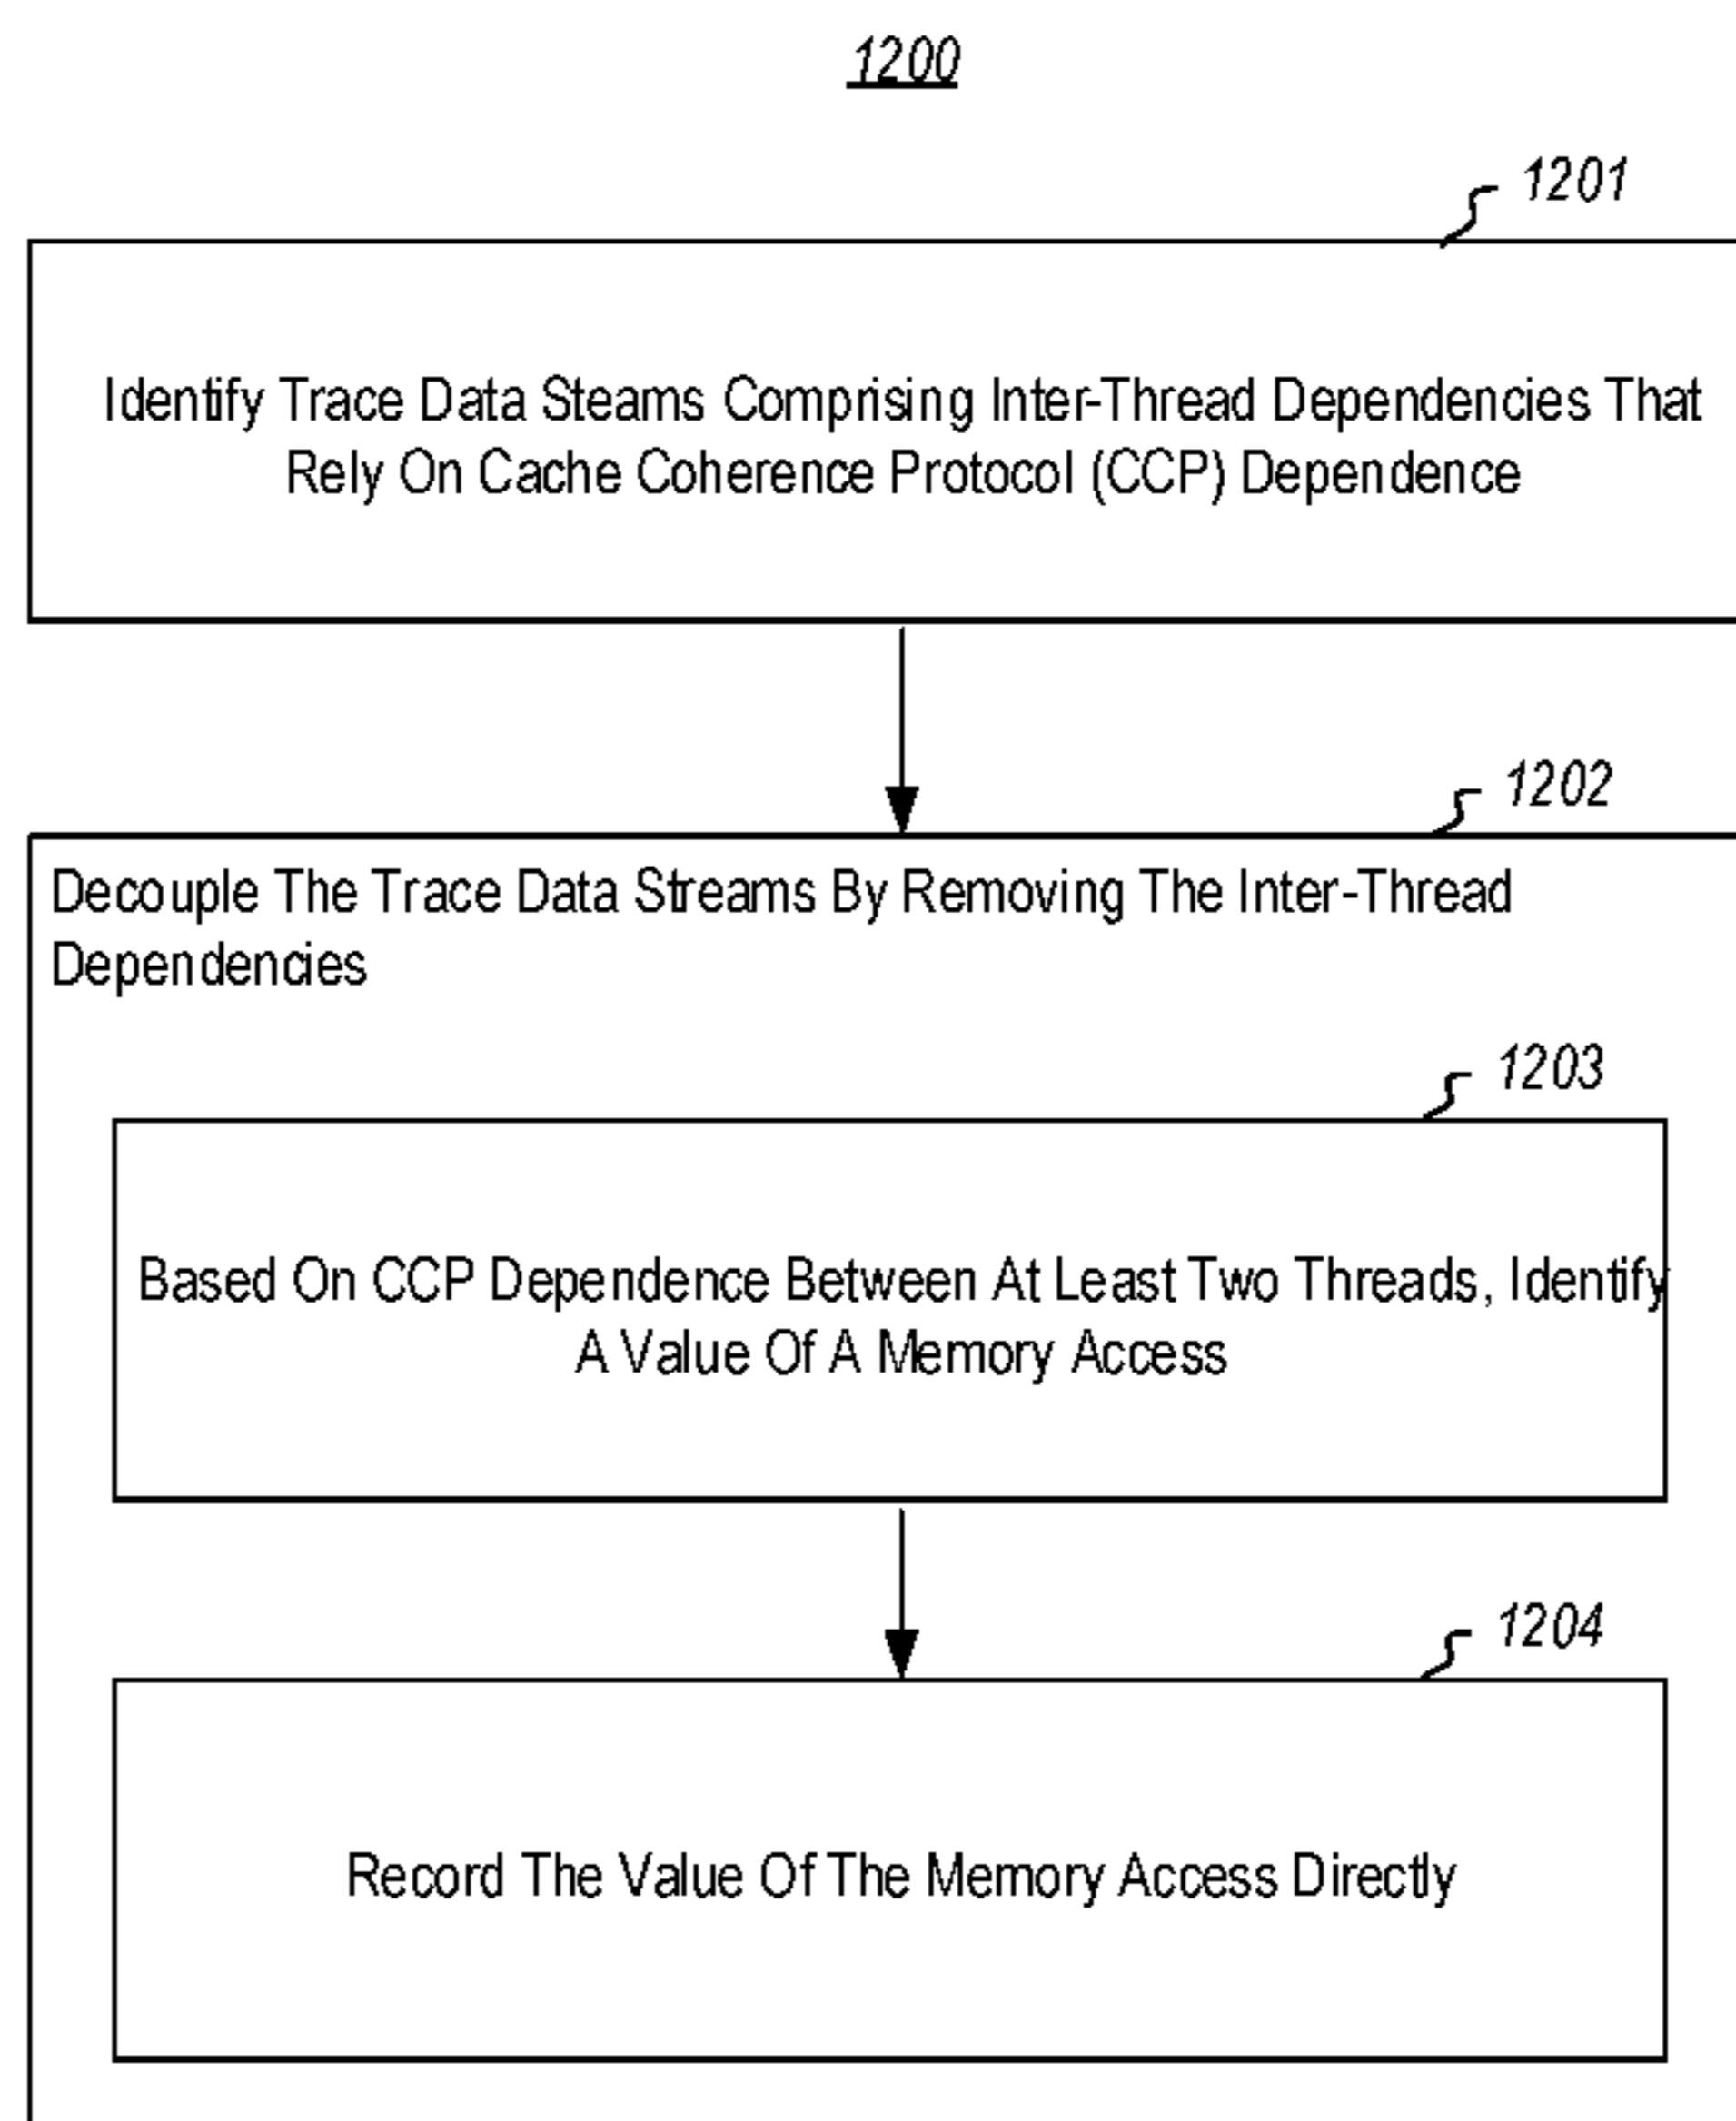 1200
1201
Identify Trace Data Steams Comprising Inter-Thread Dependencies That
Rely On Cache Coherence Protocol (CCP) Dependence
1202
Decouple The Trace Data Streams By Removing The Inter-Thread
Dependencies
1203
Based On CCP Dependence Between At Least Two Threads, Identify
A Value Of A Memory Access
1204
Record The Value Of The Memory Access Directly